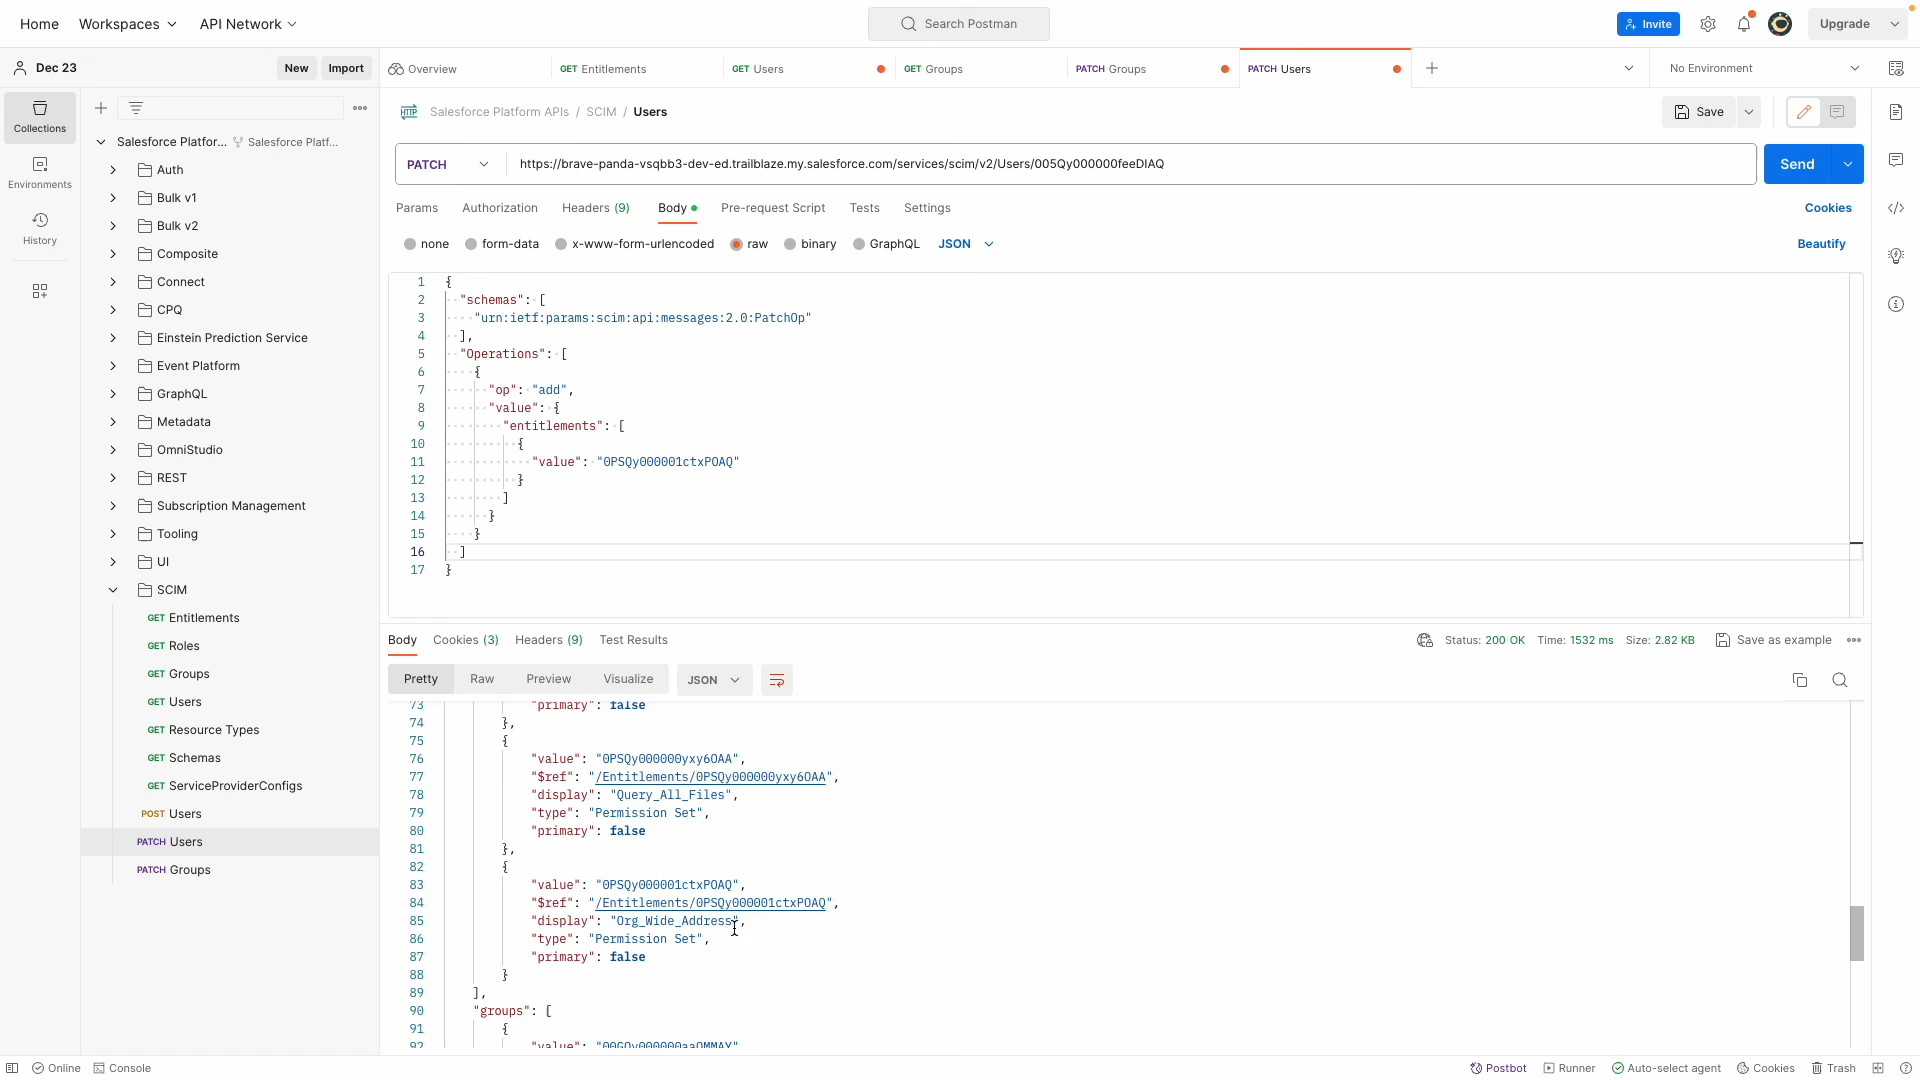 Home Workspaces API Network Search Postman Invite Upgrade
Dec 23 New Import Overview GET Entitlements GET Users GET Groups PATCH Groups PATCH Users No Environment
Collections
Environments
History
Salesforce Platfor... Salesforce Platf...
Auth
Bulk v1
Bulk v2
Composite
Connect
CPQ
Einstein Prediction Service
Event Platform
GraphQL
Metadata
OmniStudio
REST
Subscription Management
Tooling
UI
SCIM
GET Entitlements
GET Roles
GET Groups
GET Users
GET Resource Types
GET Schemas
GET ServiceProviderConfigs
POST Users
PATCH Users
PATCH Groups
HTTP Salesforce Platform APIs / SCIM / Users Save
PATCH https://brave-panda-vsqbb3-dev-ed.trailblaze.my.salesforce.com/services/scim/v2/Users/005Qy000000feeDIAQ Send
Params Authorization Headers (9) Body Pre-request Script Tests Settings Cookies
none form-data x-www-form-urlencoded raw binary GraphQL JSON Beautify
1 {
2 "schemas": [
3 "urn:ietf:params:scim:api:messages:2.0:PatchOp"
4 ],
5 "Operations": [
6 {
7 "op": "add",
8 "value": {
9 "entitlements": [
10 {
11 "value": "0PSQy000001ctxPOAQ"
12 }
13 ]
14 }
15 }
16 ]
17 }
Body Cookies (3) Headers (9) Test Results Status: 200 OK Time: 1532 ms Size: 2.82 KB Save as example
Pretty Raw Preview Visualize JSON
73 "primary": false
74 },
75 {
76 "value": "0PSQy000000yxy6OAA",
77 "$ref": "/Entitlements/0PSQy000000yxy6OAA",
78 "display": "Query_All_Files",
79 "type": "Permission Set",
80 "primary": false
81 },
82 {
83 "value": "0PSQy000001ctxPOAQ",
84 "$ref": "/Entitlements/0PSQy000001ctxPOAQ",
85 "display": "Org_Wide_Address",
86 "type": "Permission Set",
87 "primary": false
88 }
89 ],
90 "groups": [
91 {
92 "value": "00GQy000000aaOMMAY"
Online Console Postbot Runner Auto-select agent Cookies Trash